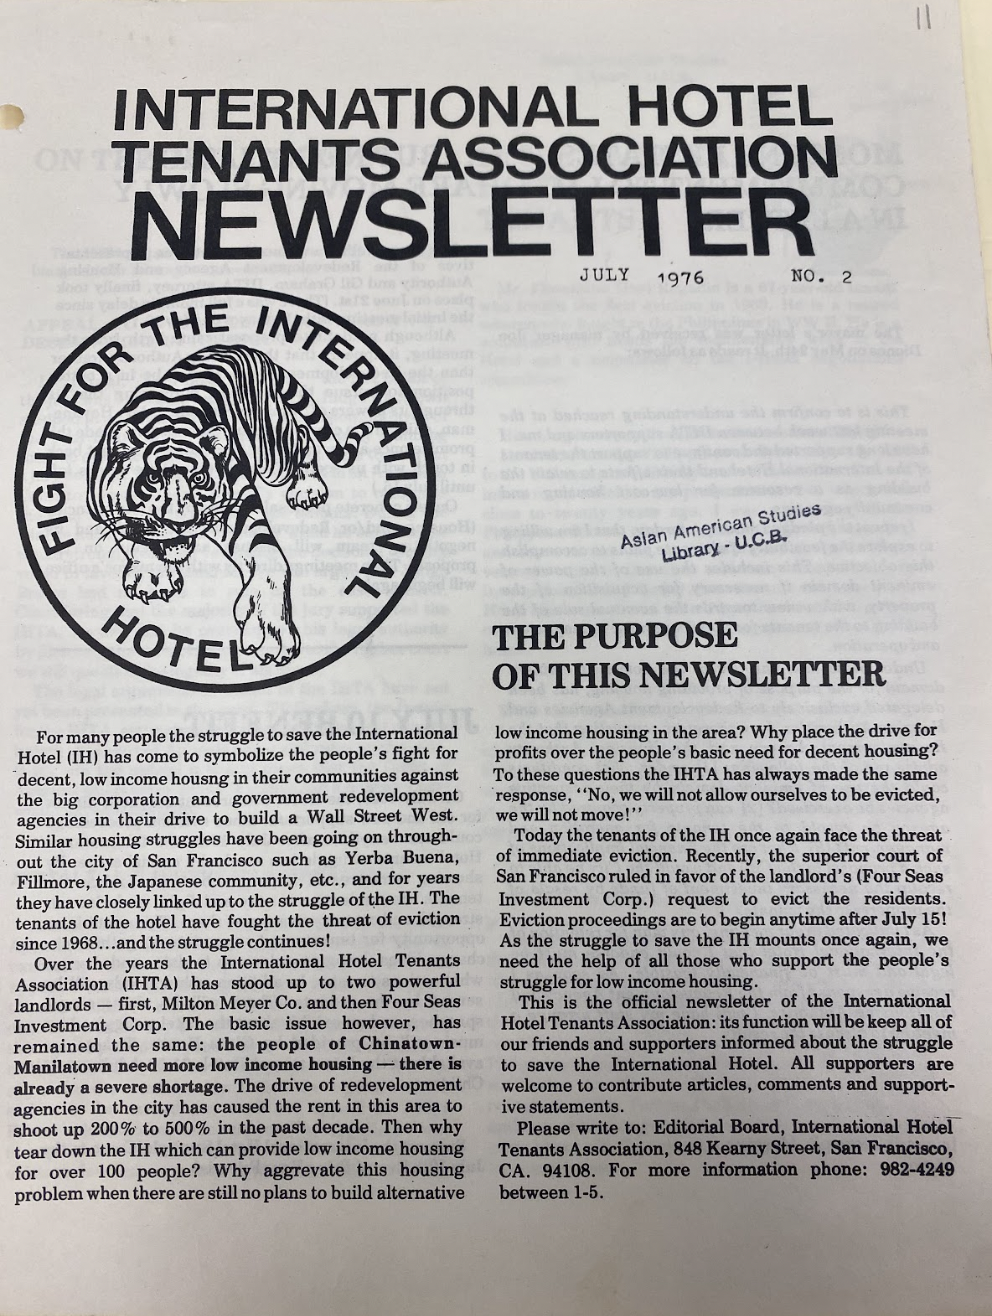 11
INTERNATIONAL HOTEL
TENANTS ASSOCIATION
NEWSLETTER
JULY 1976 NO. 2
FIGHT FOR THE INTERNATIONAL
HOTEL
Asian American Studies
Library - U.C.B.
THE PURPOSE
OF THIS NEWSLETTER
For many people the struggle to save the International
Hotel (IH) has come to symbolize the people's fight for
decent, low income housng in their communities against
the big corporation and government redevelopment
agencies in their drive to build a Wall Street West.
Similar housing struggles have been going on through-
out the city of San Francisco such as Yerba Buena,
Fillmore, the Japanese community, etc., and for years
they have closely linked up to the struggle of the IH. The
tenants of the hotel have fought the threat of eviction
since 1968...and the struggle continues!
Over the years the International Hotel Tenants
Association (IHTA) has stood up to two powerful
landlords — first, Milton Meyer Co. and then Four Seas
Investment Corp. The basic issue however, has
remained the same: the people of Chinatown-
Manilatown need more low income housing — there is
already a severe shortage. The drive of redevelopment
agencies in the city has caused the rent in this area to
shoot up 200% to 500% in the past decade. Then why
tear down the IH which can provide low income housing
for over 100 people? Why aggrevate this housing
problem when there are still no plans to build alternative
low income housing in the area? Why place the drive for
profits over the people's basic need for decent housing?
To these questions the IHTA has always made the same
response, ''No, we will not allow ourselves to be evicted,
we will not move!''
Today the tenants of the IH once again face the threat
of immediate eviction. Recently, the superior court of
San Francisco ruled in favor of the landlord's (Four Seas
Investment Corp.) request to evict the residents.
Eviction proceedings are to begin anytime after July 15!
As the struggle to save the IH mounts once again, we
need the help of all those who support the people's
struggle for low income housing.
This is the official newsletter of the International
Hotel Tenants Association: its function will be keep all of
our friends and supporters informed about the struggle
to save the International Hotel. All supporters are
welcome to contribute articles, comments and support-
ive statements.
Please write to: Editorial Board, International Hotel
Tenants Association, 848 Kearny Street, San Francisco,
CA. 94108. For more information phone: 982-4249
between 1-5.